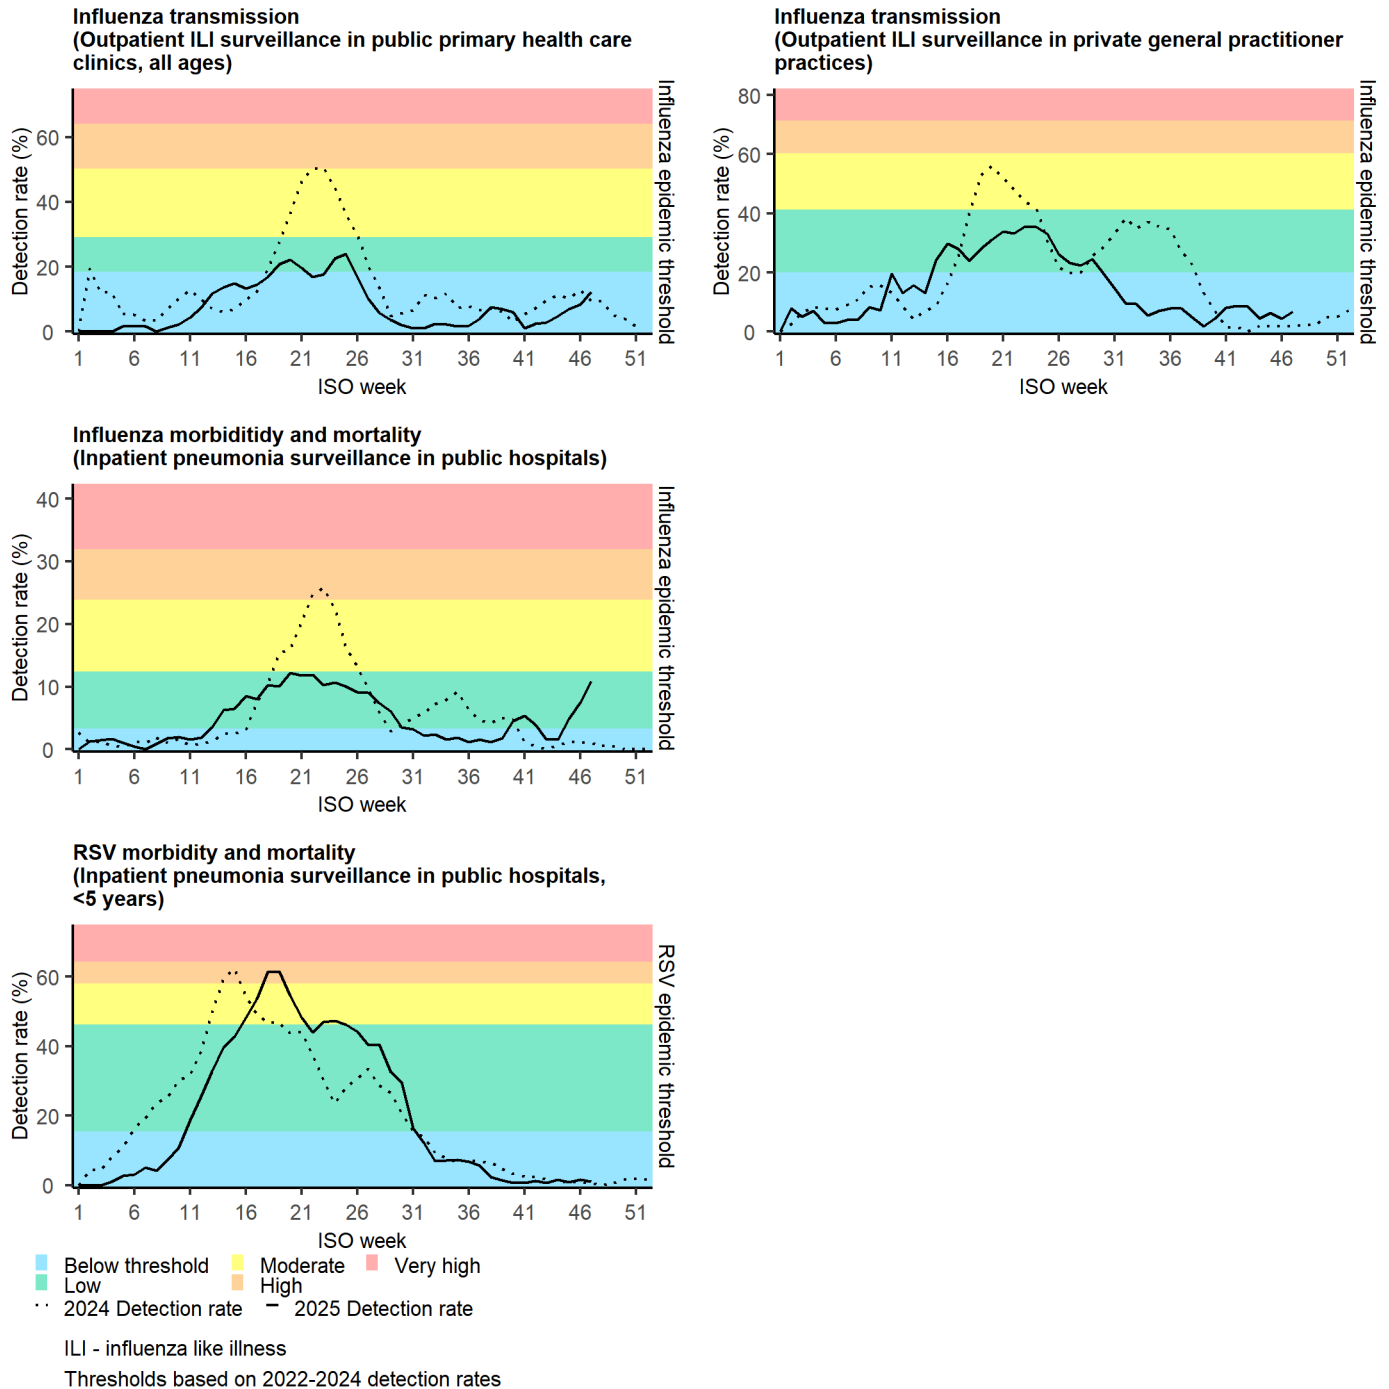 Influenza transmission
(Outpatient ILI surveillance in public primary health care
clinics, all ages)
Detection rate (%)
60
40
20
0
1 6 11 16 21 26 31 36 41 46 51
ISO week
Influenza epidemic threshold
Influenza transmission
(Outpatient ILI surveillance in private general practitioner
practices)
Detection rate (%)
80
60
40
20
0
1 6 11 16 21 26 31 36 41 46 51
ISO week
Influenza epidemic threshold
Influenza morbiditidy and mortality
(Inpatient pneumonia surveillance in public hospitals)
Detection rate (%)
40
30
20
10
0
1 6 11 16 21 26 31 36 41 46 51
ISO week
Influenza epidemic threshold
RSV morbidity and mortality
(Inpatient pneumonia surveillance in public hospitals,
<5 years)
Detection rate (%)
60
40
20
0
1 6 11 16 21 26 31 36 41 46 51
ISO week
RSV epidemic threshold
Below threshold Moderate Very high
Low High
2024 Detection rate 2025 Detection rate
ILI - influenza like illness
Thresholds based on 2022-2024 detection rates